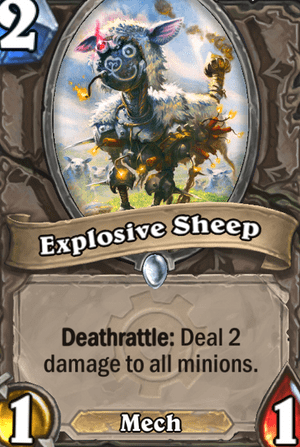 2
Explosive Sheep
Deathrattle: Deal 2
damage to all minions.
1 Mech 1